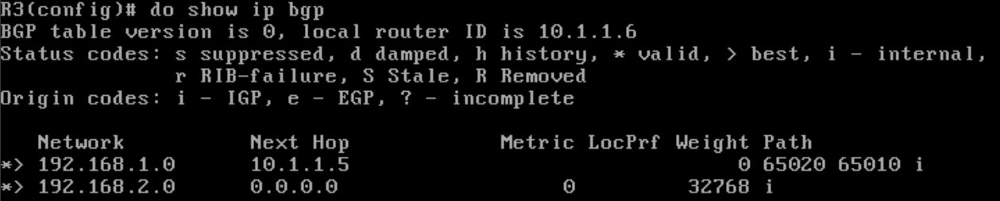 R3(config)# do show ip bgp
BGP table version is 0, local router ID is 10.1.1.6
Status codes: s suppressed, d damped, h history, * valid, > best, i - internal,
              r RIB-failure, S Stale, R Removed
Origin codes: i - IGP, e - EGP, ? - incomplete

   Network          Next Hop            Metric LocPrf Weight Path
*> 192.168.1.0      10.1.1.5                               0 65020 65010 i
*> 192.168.2.0      0.0.0.0                  0         32768 i